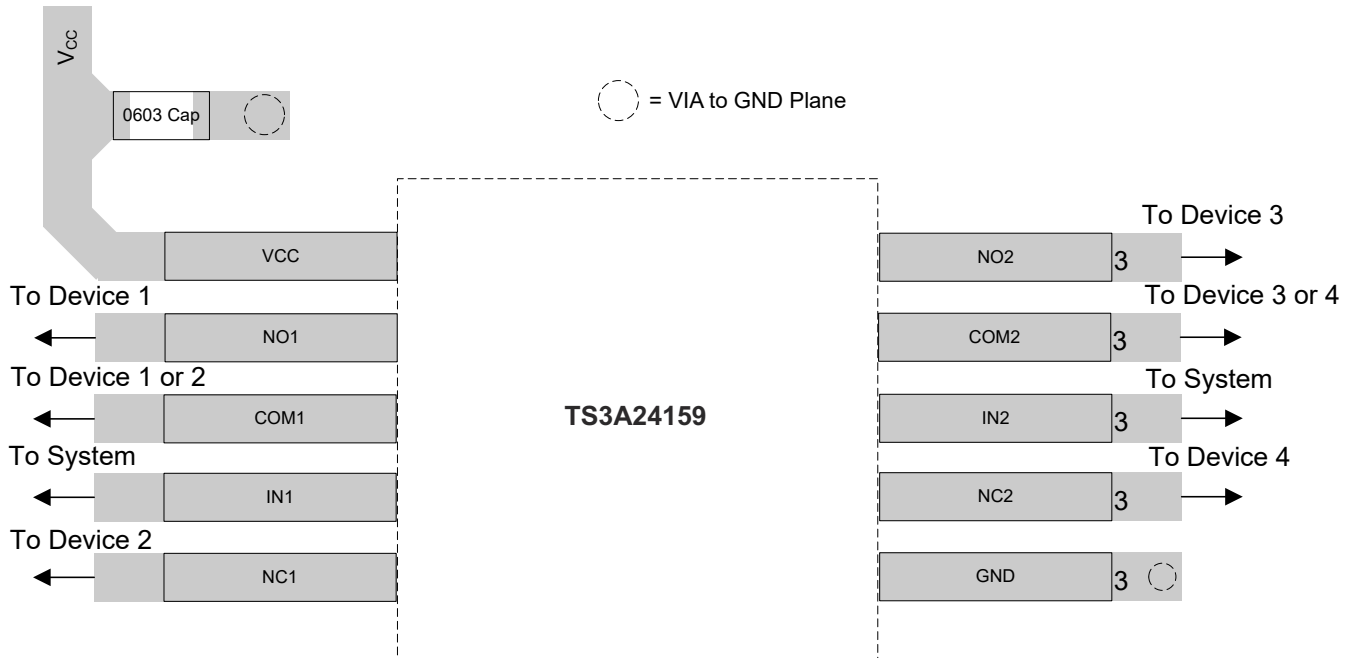 VCC
0603 Cap
= VIA to GND Plane
To Device 3
VCC
NO2
3
To Device 1
To Device 3 or 4
NO1
COM2
3
To Device 1 or 2
To System
COM1
TS3A24159
IN2
3
To System
To Device 4
IN1
NC2
3
To Device 2
NC1
GND
3